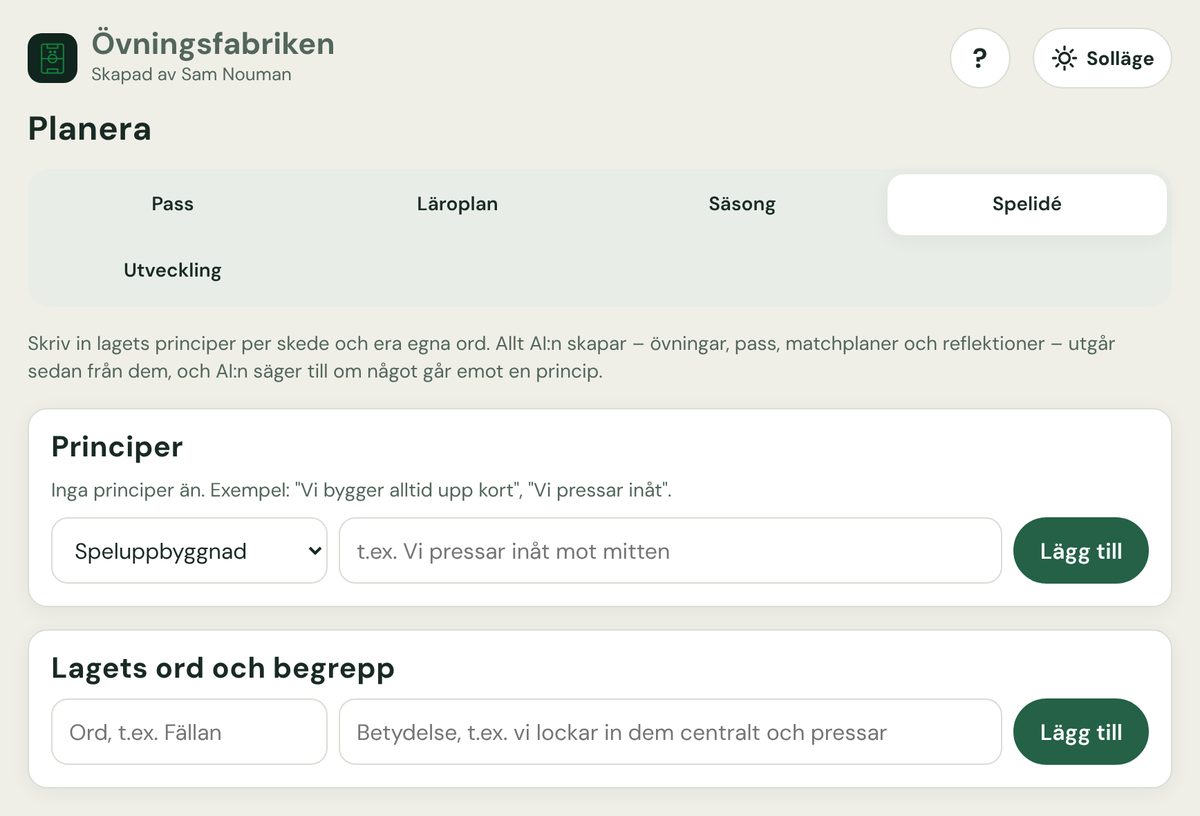 Övningsfabriken
Skapad av Sam Nouman
?
Solläge
Planera
Pass
Läroplan
Säsong
Spelidé
Utveckling
Skriv in lagets principer per skede och era egna ord. Allt AI:n skapar – övningar, pass, matchplaner och reflektioner – utgår
sedan från dem, och AI:n säger till om något går emot en princip.
Principer
Inga principer än. Exempel: "Vi bygger alltid upp kort", "Vi pressar inåt".
Speluppbyggnad
t.ex. Vi pressar inåt mot mitten
Lägg till
Lagets ord och begrepp
Ord, t.ex. Fällan
Betydelse, t.ex. vi lockar in dem centralt och pressar
Lägg till